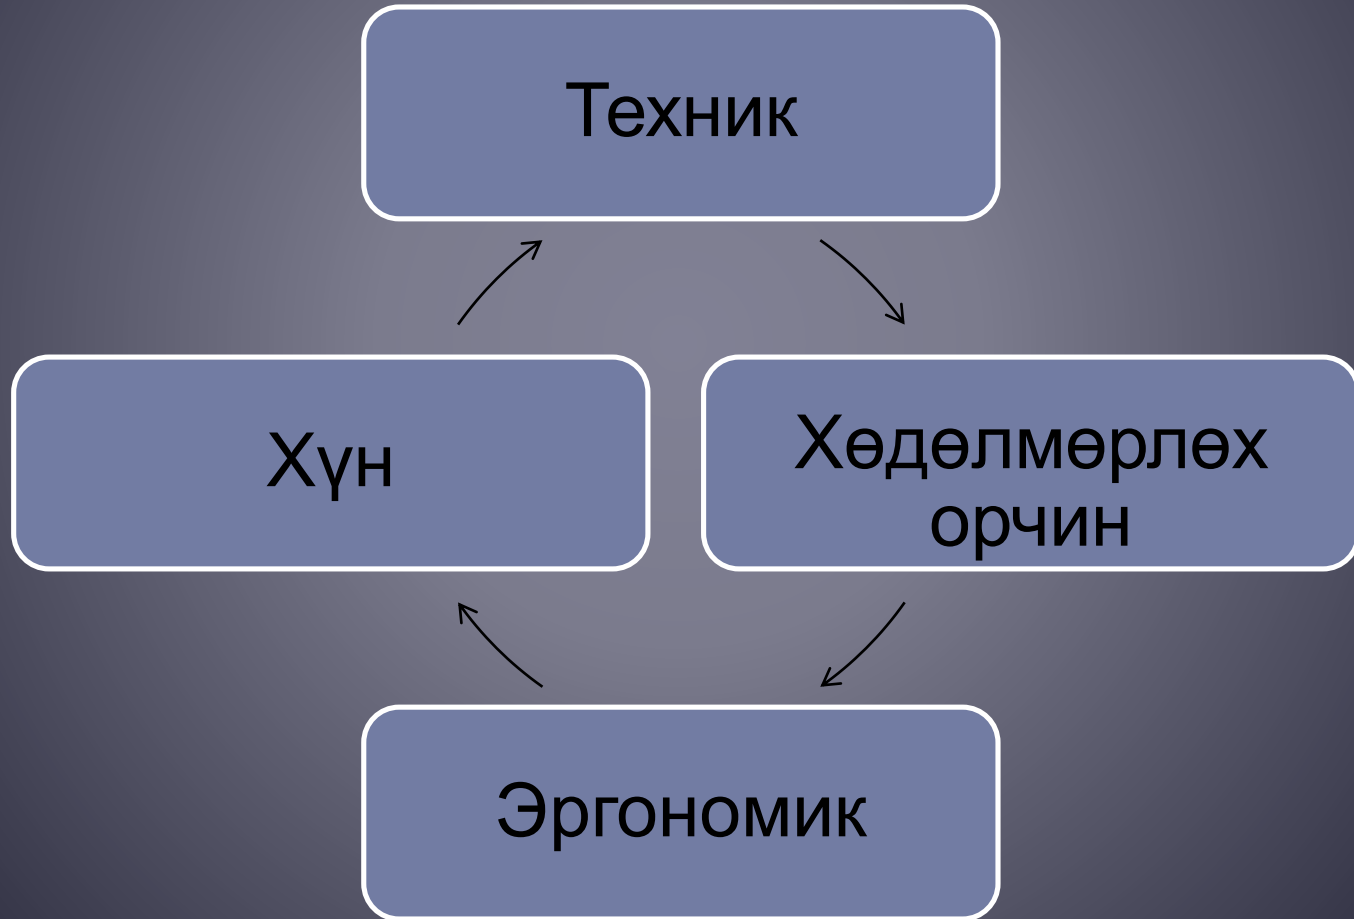 Техник
Хүн
Хөдөлмөрлөх
орчин
Эргономик